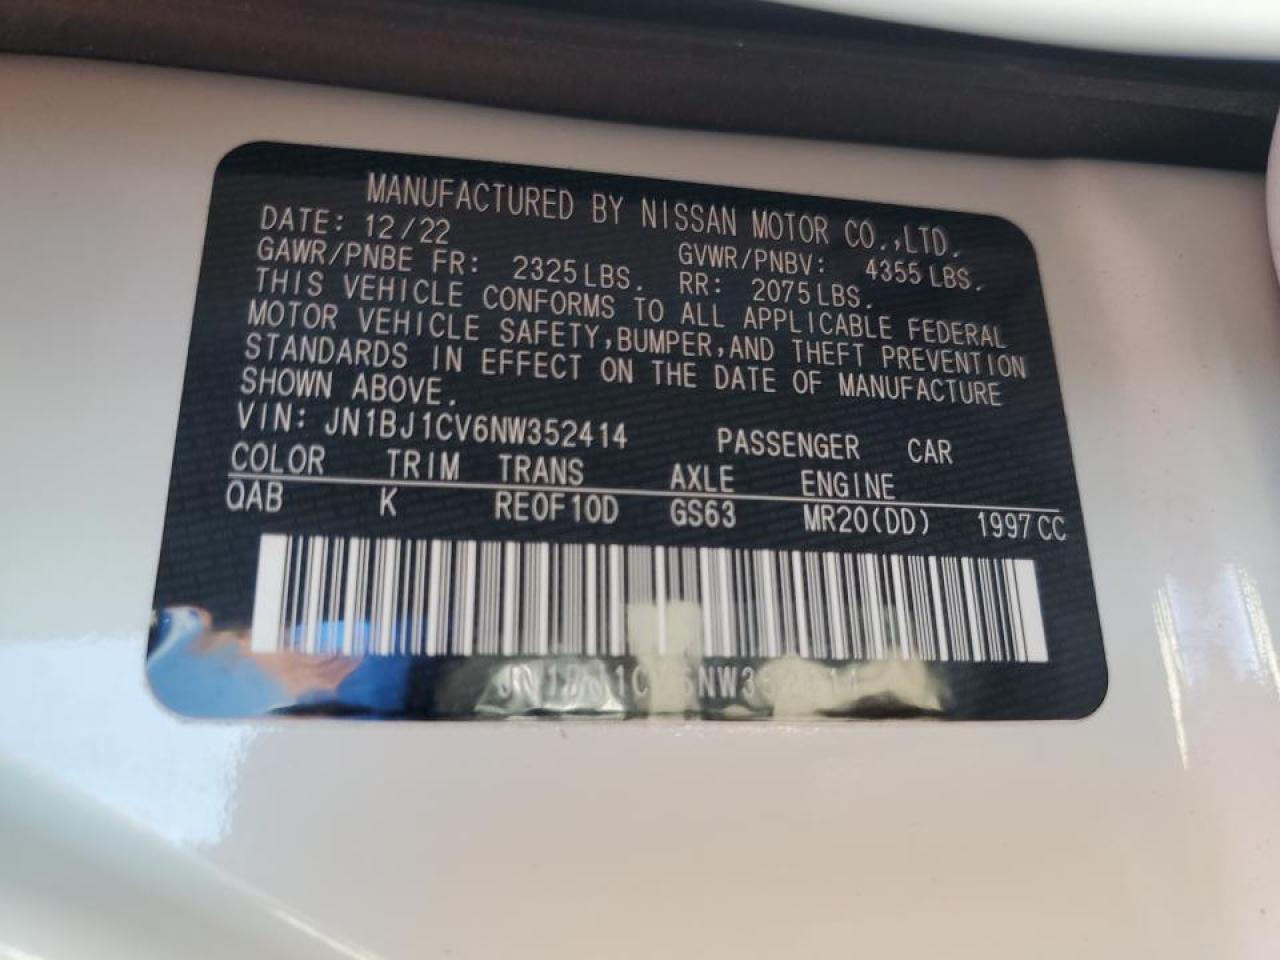 MANUFACTURED BY NISSAN MOTOR CO.,LTD.
DATE: 12/22 GVWR/PNBV: 4355 LBS.
GAWR/PNBE FR: 2325 LBS. RR: 2075 LBS.
THIS VEHICLE CONFORMS TO ALL APPLICABLE FEDERAL
MOTOR VEHICLE SAFETY,BUMPER,AND THEFT PREVENTION
STANDARDS IN EFFECT ON THE DATE OF MANUFACTURE
SHOWN ABOVE.
VIN: JN1BJ1CV6NW352414 PASSENGER CAR
COLOR TRIM TRANS AXLE ENGINE
QAB K RE0F10D GS63 MR20(DD) 1997 CC
JN1BJ1CV6NW352414